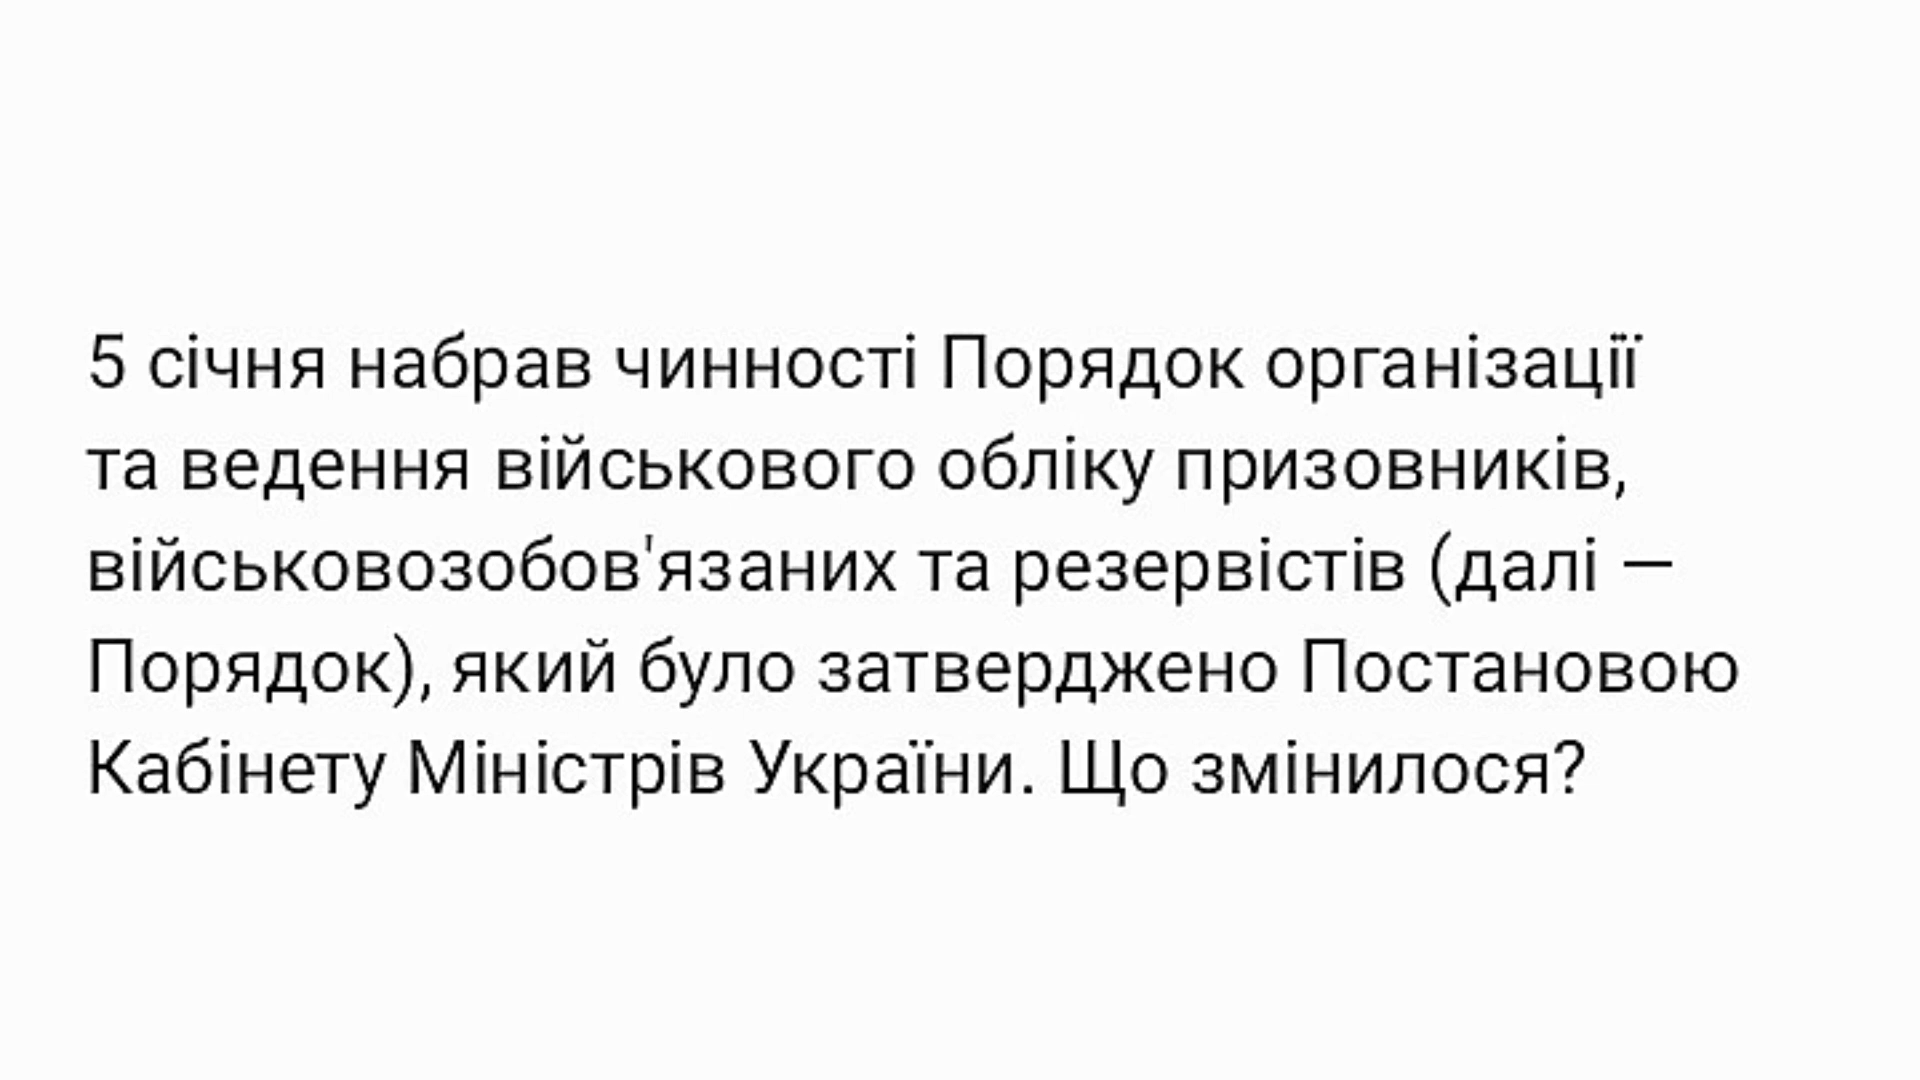 5 січня набрав чинності Порядок організації
та ведення військового обліку призовників,
військовозобов'язаних та резервістів (далі —
Порядок), який було затверджено Постановою
Кабінету Міністрів України. Що змінилося?